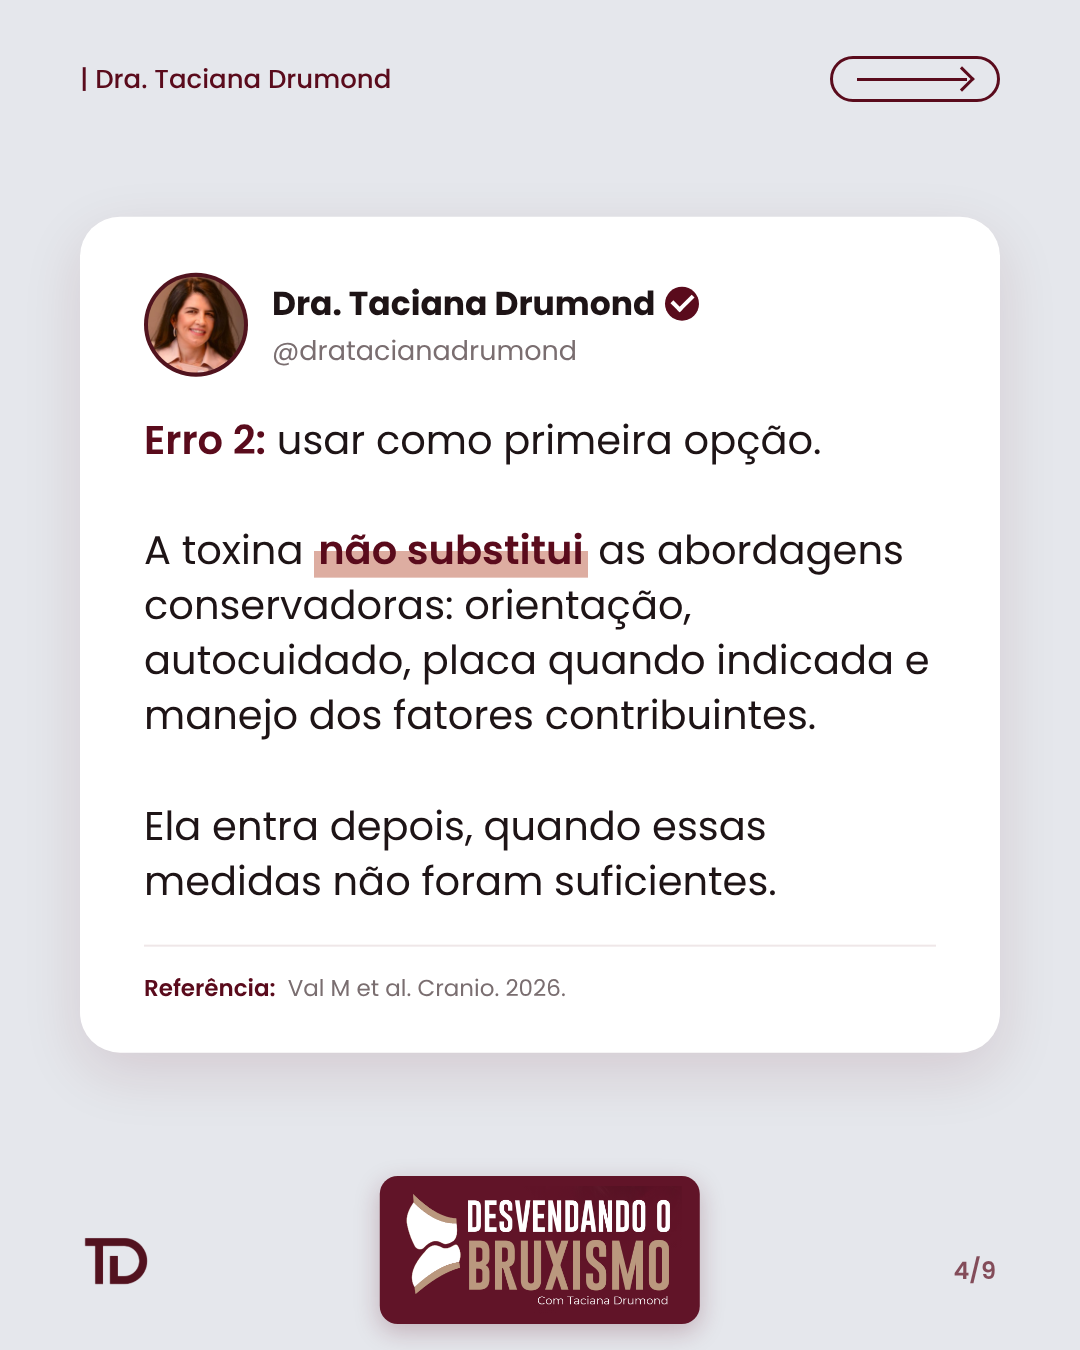 | Dra. Taciana Drumond
Dra. Taciana Drumond
@dratacianadrumond
Erro 2: usar como primeira opção.
A toxina não substitui as abordagens
conservadoras: orientação,
autocuidado, placa quando indicada e
manejo dos fatores contribuintes.
Ela entra depois, quando essas
medidas não foram suficientes.
Referência: Val M et al. Cranio. 2026.
TD
DESVENDANDO O
BRUXISMO
Com Taciana Drumond
4/9